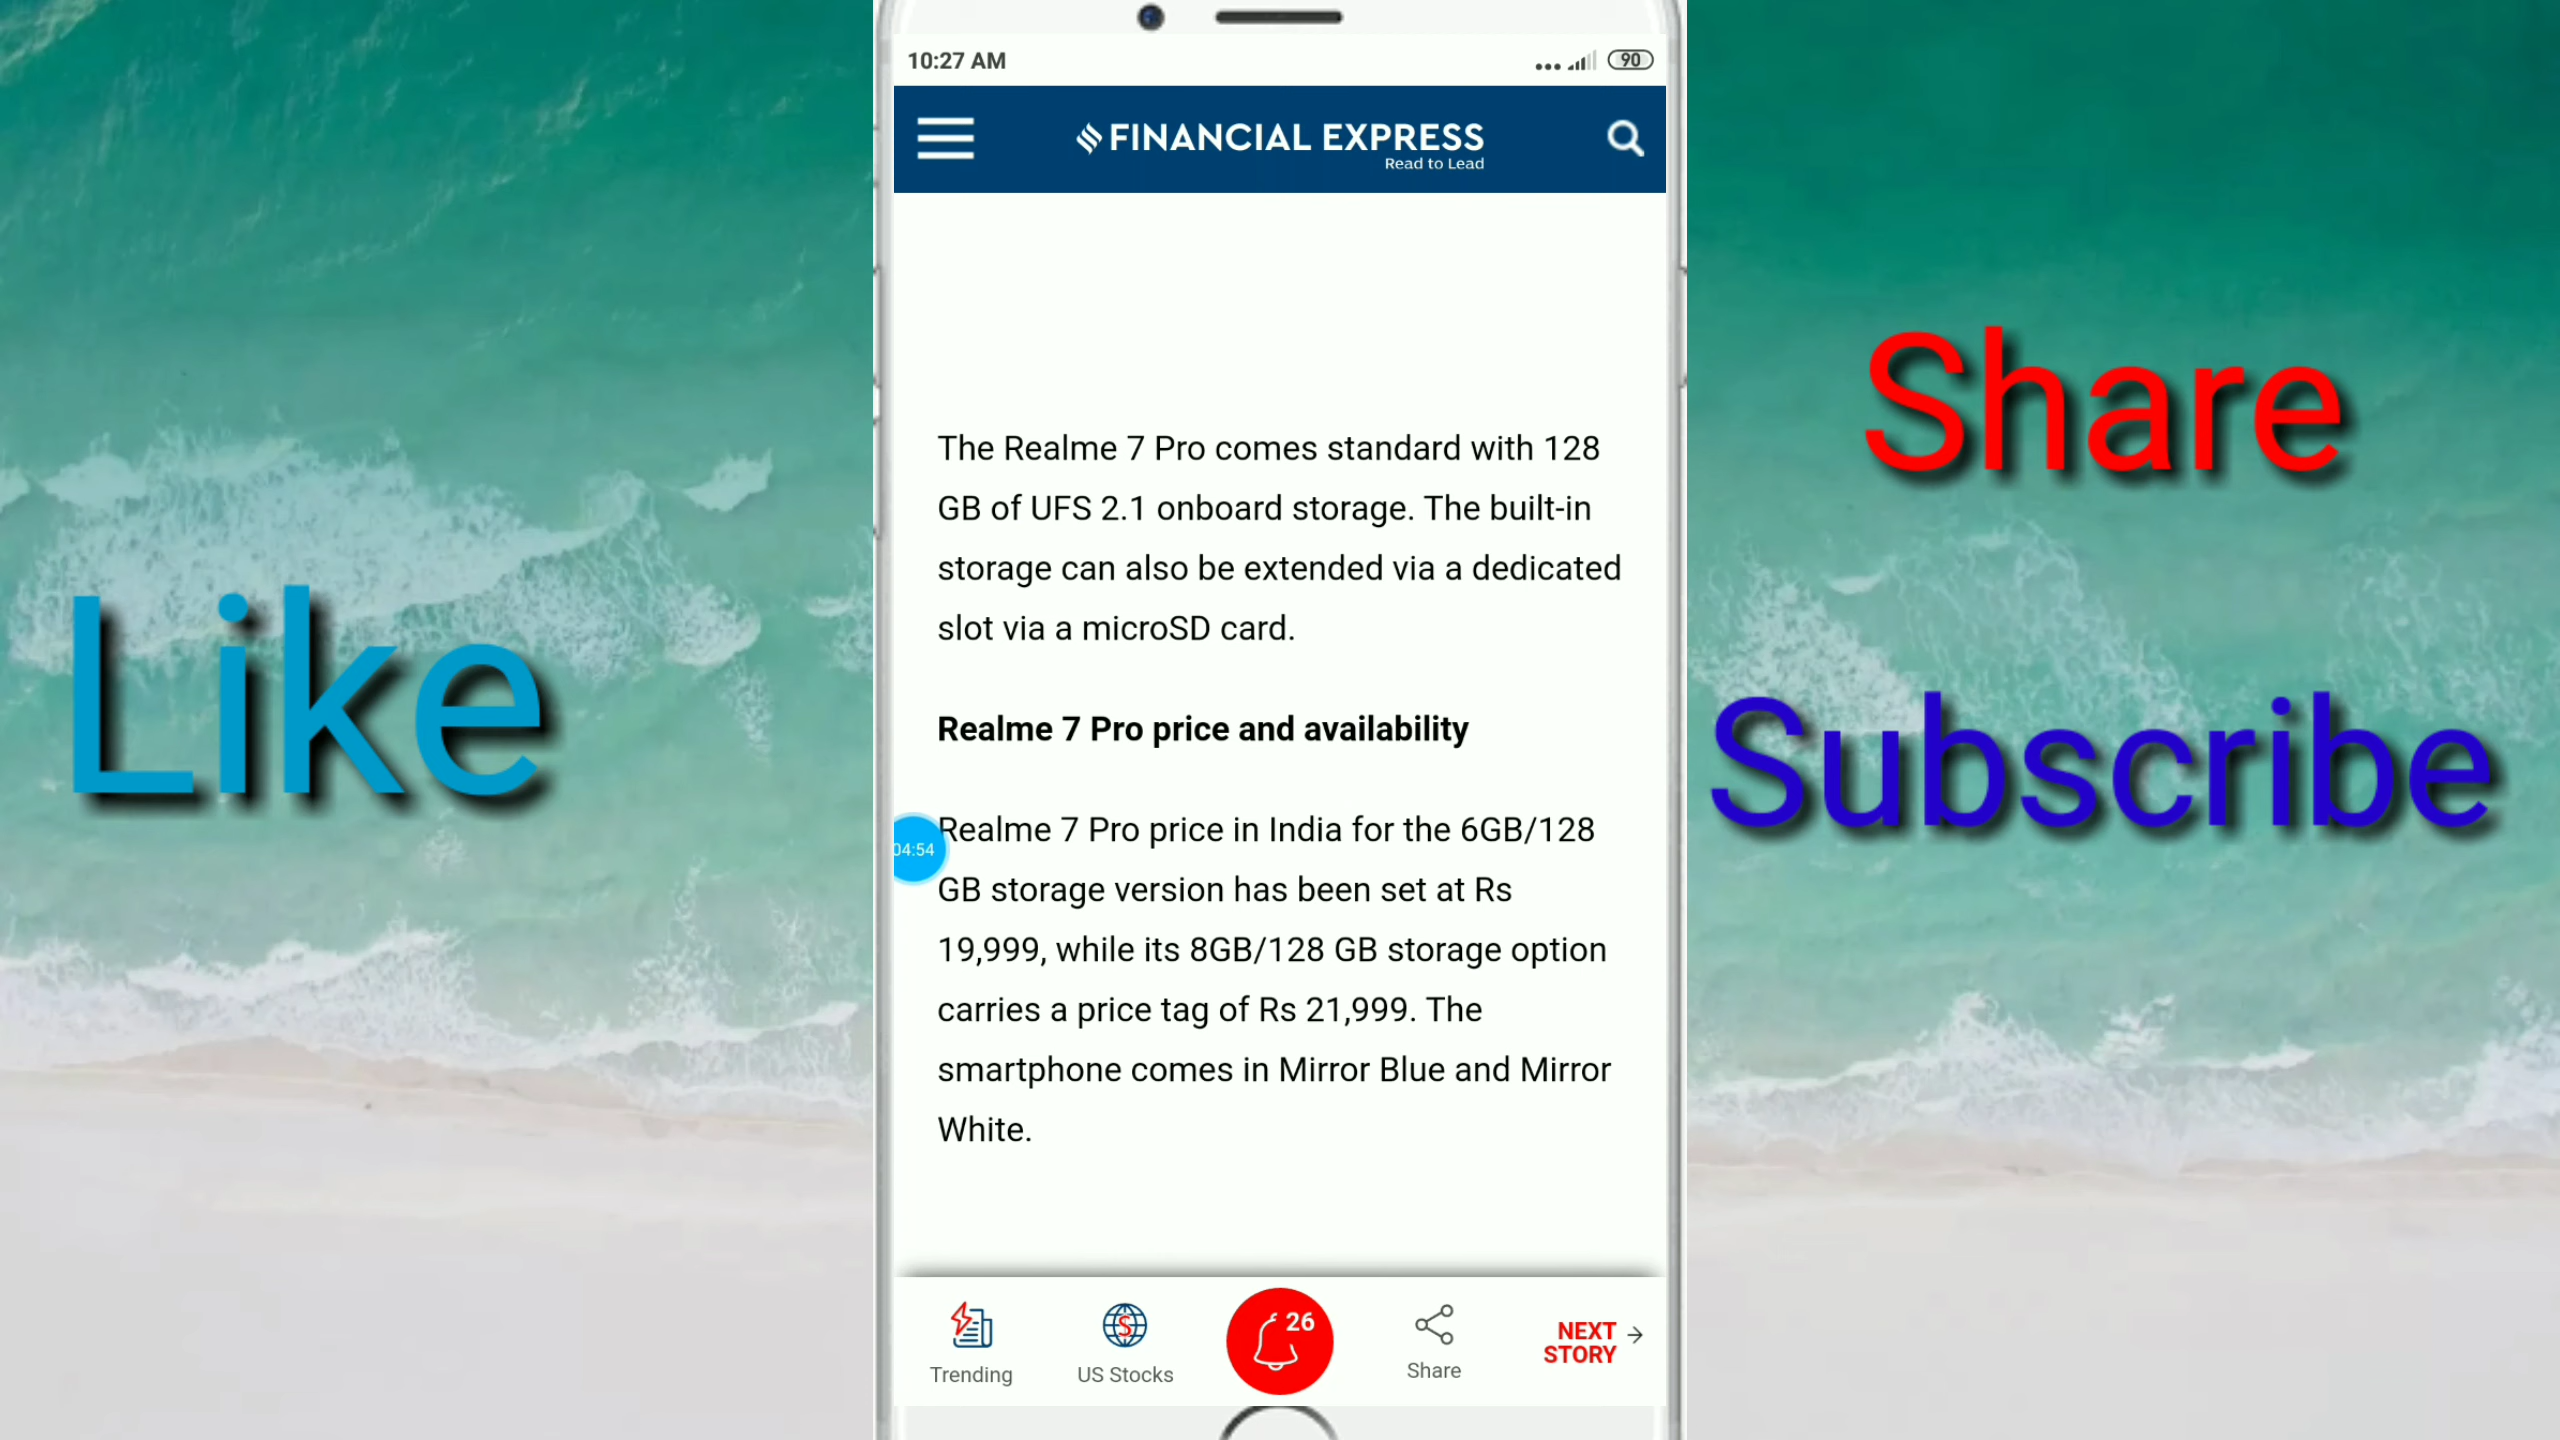 10:27 AM
90
FINANCIAL EXPRESS
Read to Lead
The Realme 7 Pro comes standard with 128
GB of UFS 2.1 onboard storage. The built-in
storage can also be extended via a dedicated
slot via a microSD card.
Realme 7 Pro price and availability
04:54
Realme 7 Pro price in India for the 6GB/128
GB storage version has been set at Rs
19,999, while its 8GB/128 GB storage option
carries a price tag of Rs 21,999. The
smartphone comes in Mirror Blue and Mirror
White.
Trending
US Stocks
26
Share
NEXT
STORY
Like
Share
Subscribe